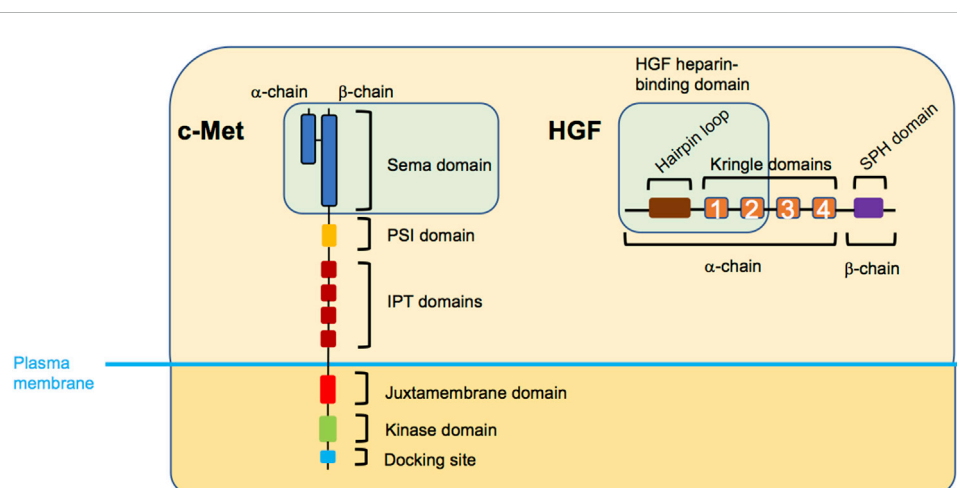 HGF heparin-
binding domain
α-chain
β-chain
c-Met
HGF
Hairpin loop
Kringle domains
SPH domain
Sema domain
1 2 3 4
PSI domain
α-chain
β-chain
IPT domains
Plasma
membrane
Juxtamembrane domain
Kinase domain
Docking site